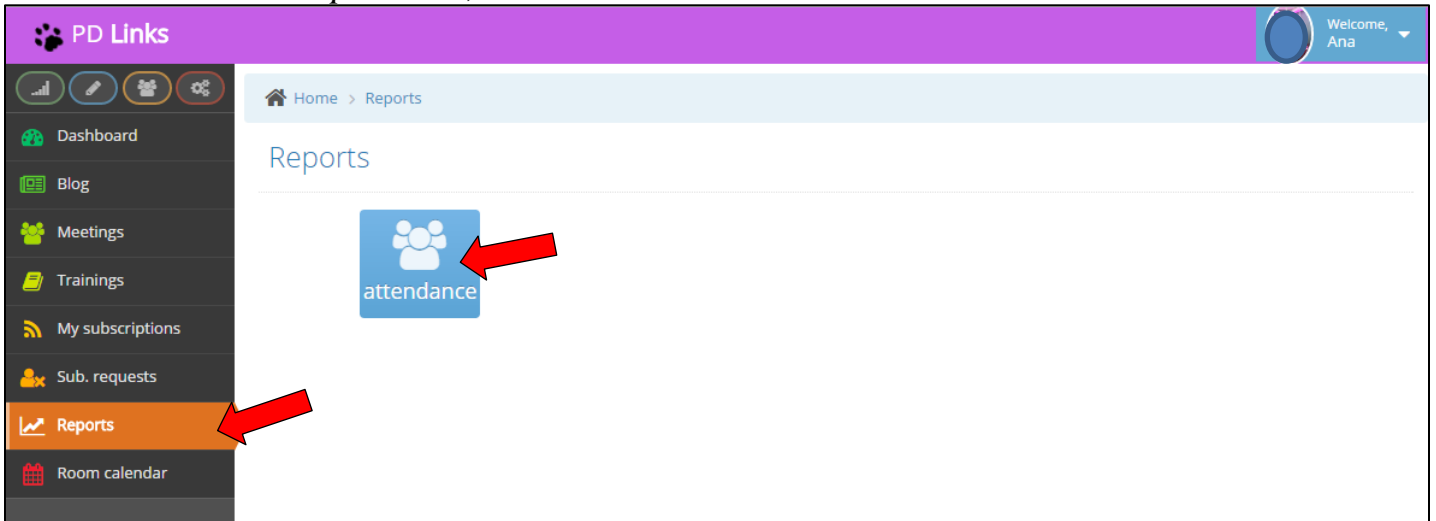 PD Links
Welcome,
Ana
Home > Reports
Dashboard
Reports
Blog
Meetings
attendance
Trainings
My subscriptions
Sub. requests
Reports
Room calendar